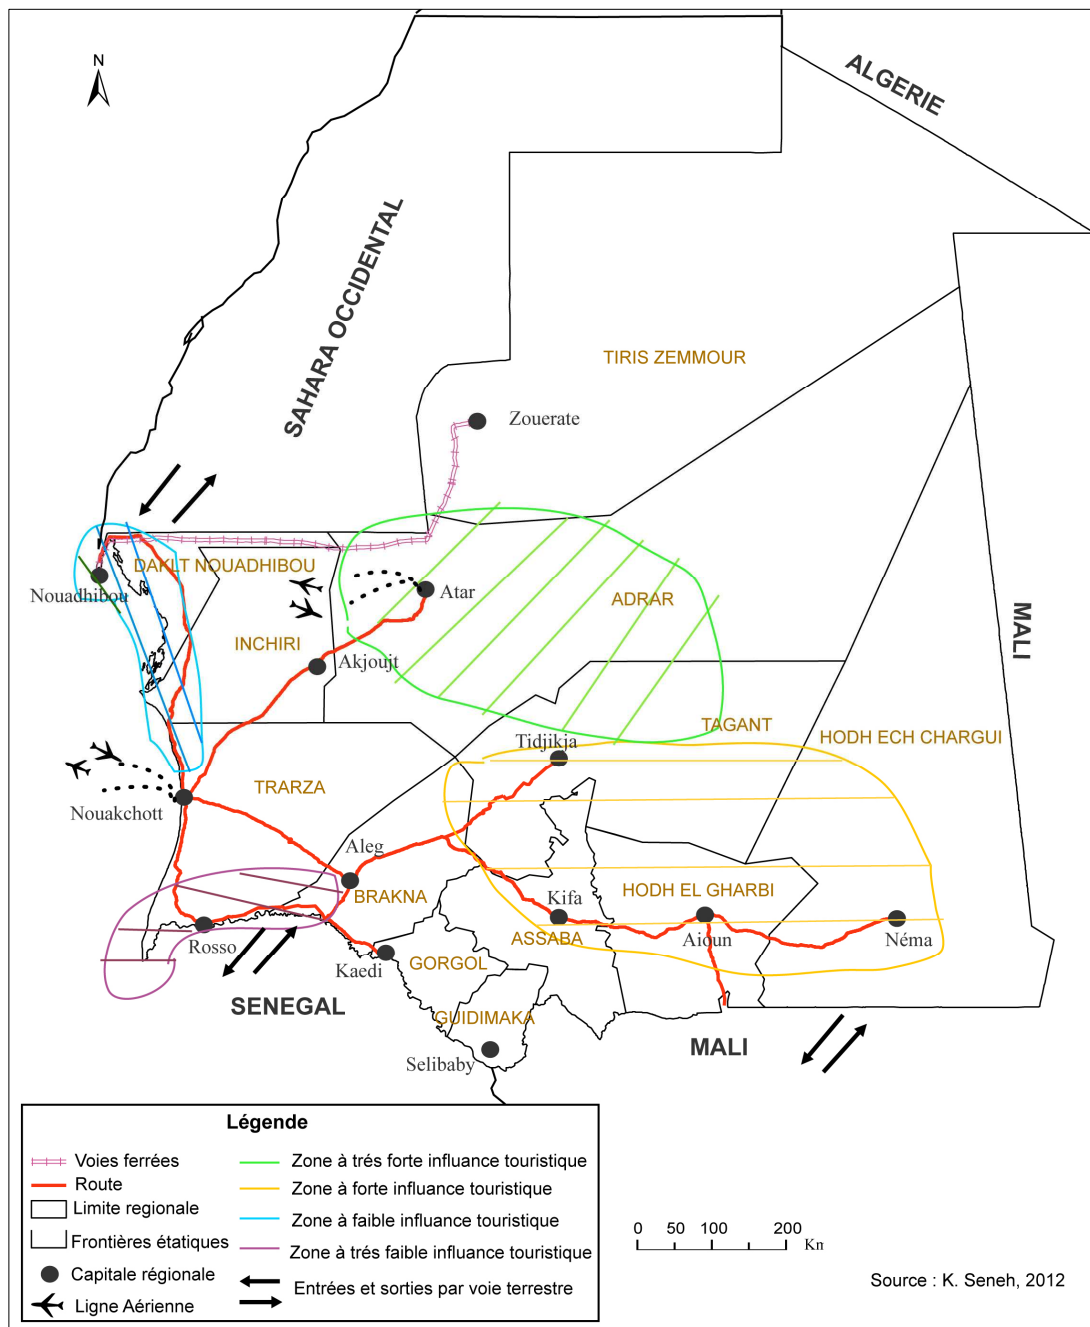 N
ALGERIE
SAHARA OCCIDENTAL
TIRIS ZEMMOUR
Zouerate
DAKLT NOUADHIBOU
Nouadhibou
Atar
ADRAR
MALI
INCHIRI
Akjoujt
TAGANT
Tidjikja
HODH ECH CHARGUI
TRARZA
Nouakchott
Aleg
BRAKNA
HODH EL GHARBI
Kifa
ASSABA
Aioun
Néma
Rosso
Kaedi
GORGOL
SENEGAL
GUIDIMAKA
MALI
Selibaby
Légende
Voies ferrées
Route
Limite regionale
Frontières étatiques
Capitale régionale
Ligne Aérienne
Zone à trés forte influance touristique
Zone à forte influance touristique
Zone à faible influance touristique
Zone à trés faible influance touristique
Entrées et sorties par voie terrestre
0 50 100 200
Km
Source : K. Seneh, 2012